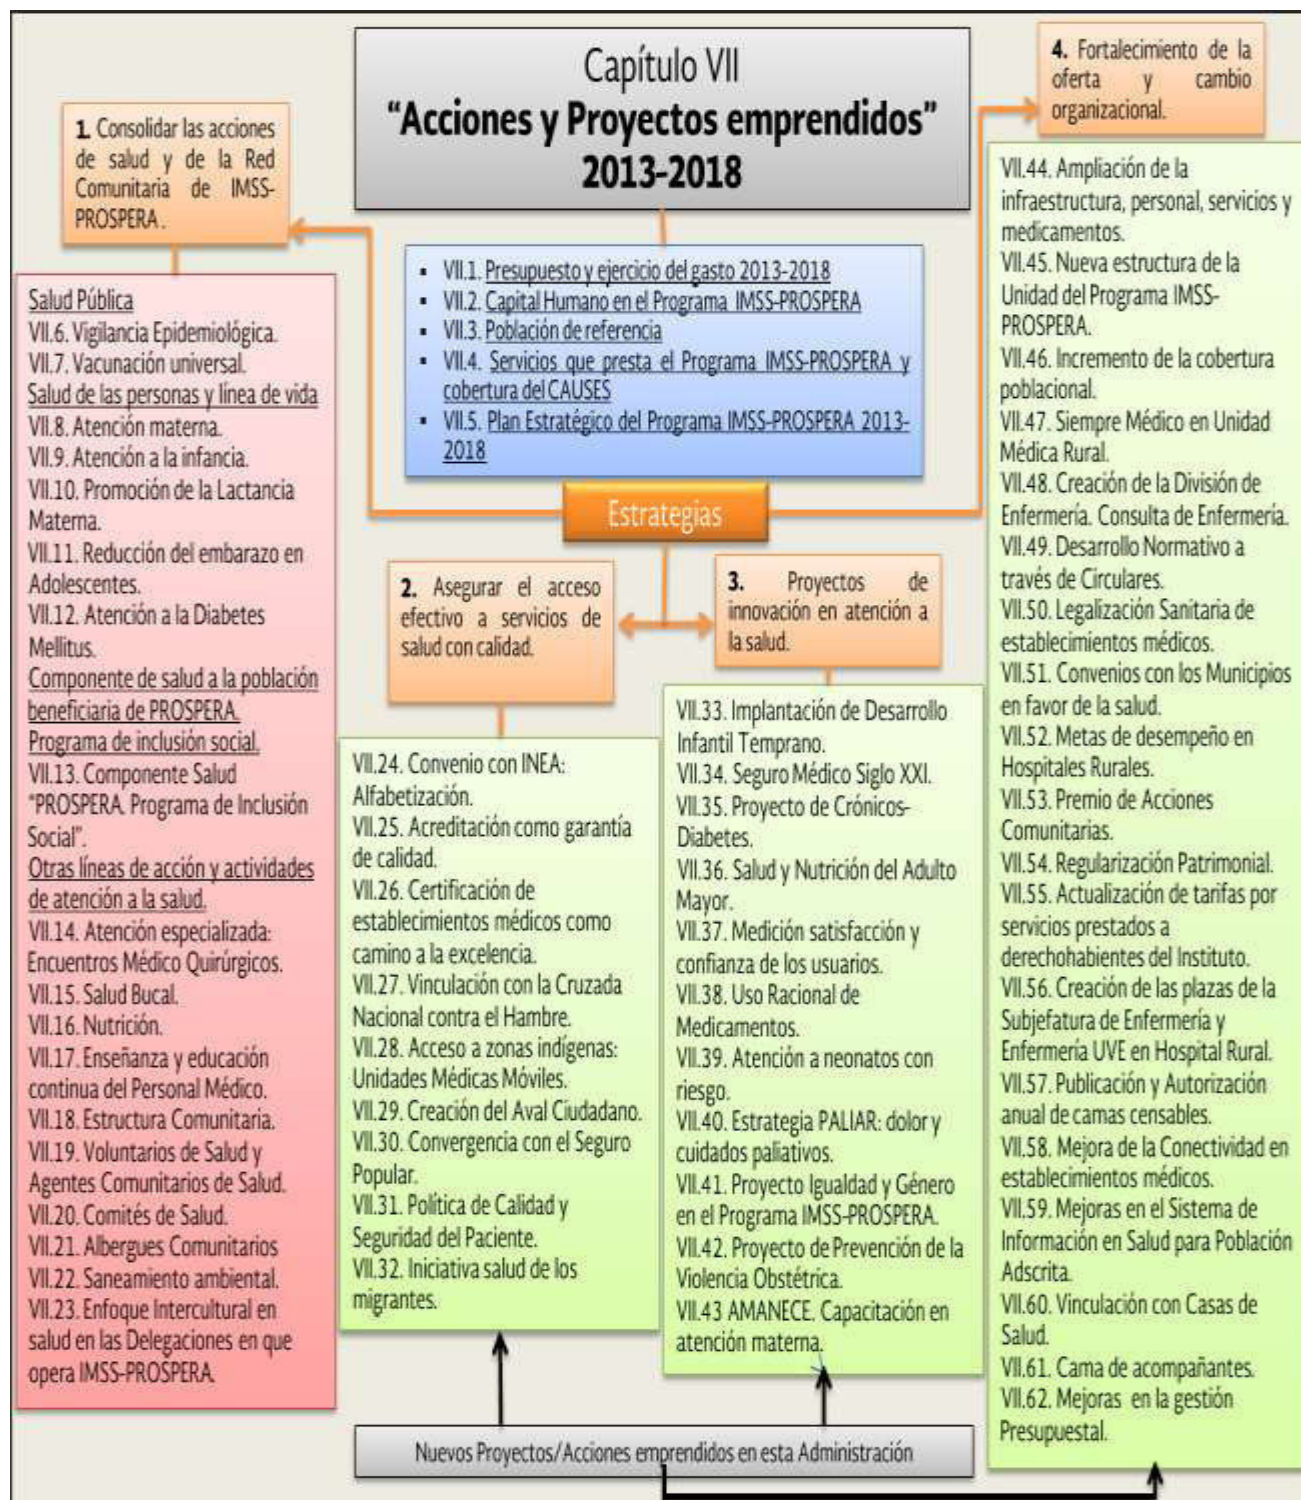 Capítulo VII
“Acciones y Proyectos emprendidos”
2013-2018
▪ VII.1. Presupuesto y ejercicio del gasto 2013-2018
▪ VII.2. Capital Humano en el Programa IMSS-PROSPERA
▪ VII.3. Población de referencia
▪ VII.4. Servicios que presta el Programa IMSS-PROSPERA y
cobertura del CAUSES
▪ VII.5. Plan Estratégico del Programa IMSS-PROSPERA 2013-
2018
Estrategias
1. Consolidar las acciones
de salud y de la Red
Comunitaria de IMSS-
PROSPERA .
Salud Pública
VII.6. Vigilancia Epidemiológica.
VII.7. Vacunación universal.
Salud de las personas y línea de vida
VII.8. Atención materna.
VII.9. Atención a la infancia.
VII.10. Promoción de la Lactancia
Materna.
VII.11. Reducción del embarazo en
Adolescentes.
VII.12. Atención a la Diabetes
Mellitus.
Componente de salud a la población
beneficiaria de PROSPERA.
Programa de inclusión social.
VII.13. Componente Salud
“PROSPERA. Programa de Inclusión
Social”.
Otras líneas de acción y actividades
de atención a la salud.
VII.14. Atención especializada:
Encuentros Médico Quirúrgicos.
VII.15. Salud Bucal.
VII.16. Nutrición.
VII.17. Enseñanza y educación
continua del Personal Médico.
VII.18. Estructura Comunitaria.
VII.19. Voluntarios de Salud y
Agentes Comunitarios de Salud.
VII.20. Comités de Salud.
VII.21. Albergues Comunitarios
VII.22. Saneamiento ambiental.
VII.23. Enfoque Intercultural en
salud en las Delegaciones en que
opera IMSS-PROSPERA.
2. Asegurar el acceso
efectivo a servicios de
salud con calidad.
VII.24. Convenio con INEA:
Alfabetización.
VII.25. Acreditación como garantía
de calidad.
VII.26. Certificación de
establecimientos médicos como
camino a la excelencia.
VII.27. Vinculación con la Cruzada
Nacional contra el Hambre.
VII.28. Acceso a zonas indígenas:
Unidades Médicas Móviles.
VII.29. Creación del Aval Ciudadano.
VII.30. Convergencia con el Seguro
Popular.
VII.31. Política de Calidad y
Seguridad del Paciente.
VII.32. Iniciativa salud de los
migrantes.
3. Proyectos de
innovación en atención a
la salud.
VII.33. Implantación de Desarrollo
Infantil Temprano.
VII.34. Seguro Médico Siglo XXI.
VII.35. Proyecto de Crónicos-
Diabetes.
VII.36. Salud y Nutrición del Adulto
Mayor.
VII.37. Medición satisfacción y
confianza de los usuarios.
VII.38. Uso Racional de
Medicamentos.
VII.39. Atención a neonatos con
riesgo.
VII.40. Estrategia PALIAR: dolor y
cuidados paliativos.
VII.41. Proyecto Igualdad y Género
en el Programa IMSS-PROSPERA.
VII.42. Proyecto de Prevención de la
Violencia Obstétrica.
VII.43 AMANECE. Capacitación en
atención materna.
4. Fortalecimiento de la
oferta y cambio
organizacional.
VII.44. Ampliación de la
infraestructura, personal, servicios y
medicamentos.
VII.45. Nueva estructura de la
Unidad del Programa IMSS-
PROSPERA.
VII.46. Incremento de la cobertura
poblacional.
VII.47. Siempre Médico en Unidad
Médica Rural.
VII.48. Creación de la División de
Enfermería. Consulta de Enfermería.
VII.49. Desarrollo Normativo a
través de Circulares.
VII.50. Legalización Sanitaria de
establecimientos médicos.
VII.51. Convenios con los Municipios
en favor de la salud.
VII.52. Metas de desempeño en
Hospitales Rurales.
VII.53. Premio de Acciones
Comunitarias.
VII.54. Regularización Patrimonial.
VII.55. Actualización de tarifas por
servicios prestados a
derechohabientes del Instituto.
VII.56. Creación de las plazas de la
Subjefatura de Enfermería y
Enfermería UVE en Hospital Rural.
VII.57. Publicación y Autorización
anual de camas censables.
VII.58. Mejora de la Conectividad en
establecimientos médicos.
VII.59. Mejoras en el Sistema de
Información en Salud para Población
Adscrita.
VII.60. Vinculación con Casas de
Salud.
VII.61. Cama de acompañantes.
VII.62. Mejoras en la gestión
Presupuestal.
Nuevos Proyectos/Acciones emprendidos en esta Administración